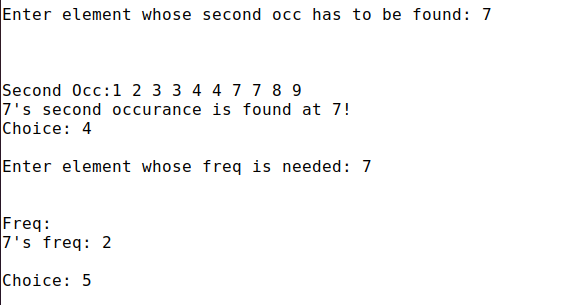 Enter element whose second occ has to be found: 7
Second Occ:1 2 3 3 4 4 7 7 8 9
7's second occurance is found at 7!
Choice: 4
Enter element whose freq is needed: 7
Freq:
7's freq: 2
Choice: 5